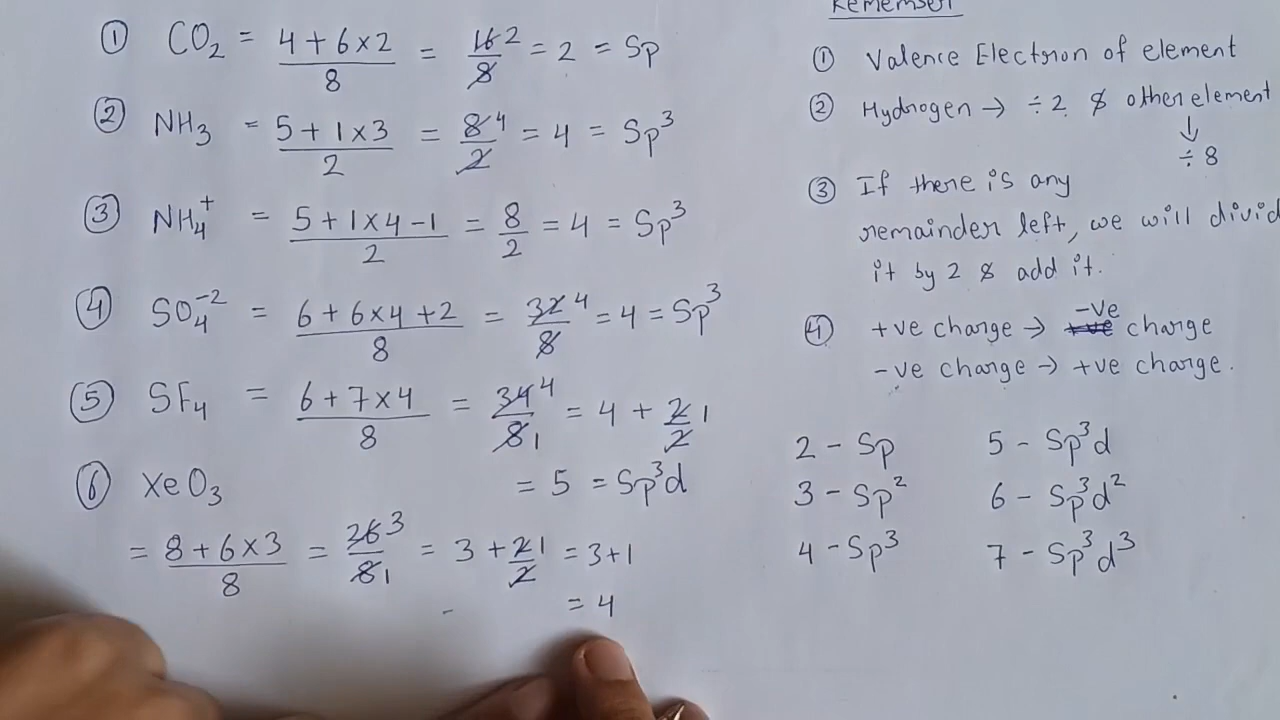 ① CO₂ = 4+6×2/8 = 16/8 2 = 2 = Sp
② NH₃ = 5+1×3/2 = 8/2 4 = 4 = Sp³
③ NH₄⁺ = 5+1×4-1/2 = 8/2 = 4 = Sp³
④ SO₄⁻² = 6+6×4+2/8 = 32/8 4 = 4 = Sp³
⑤ SF₄ = 6+7×4/8 = 34/8 4 1 = 4 + 2/2 1
= 5 = Sp³d
⑥ XeO₃
= 8+6×3/8 = 26/8 3 1 = 3 + 2/2 1 = 3+1
= 4
Remember
① Valence Electron of element
② Hydrogen → ÷2 & other element
↓
÷8
③ If there is any
remainder left, we will divid
it by 2 & add it.
④ +ve charge → -ve charge
-ve charge → +ve charge.
2 - Sp 5 - Sp³d
3 - Sp² 6 - Sp³d²
4 - Sp³ 7 - Sp³d³